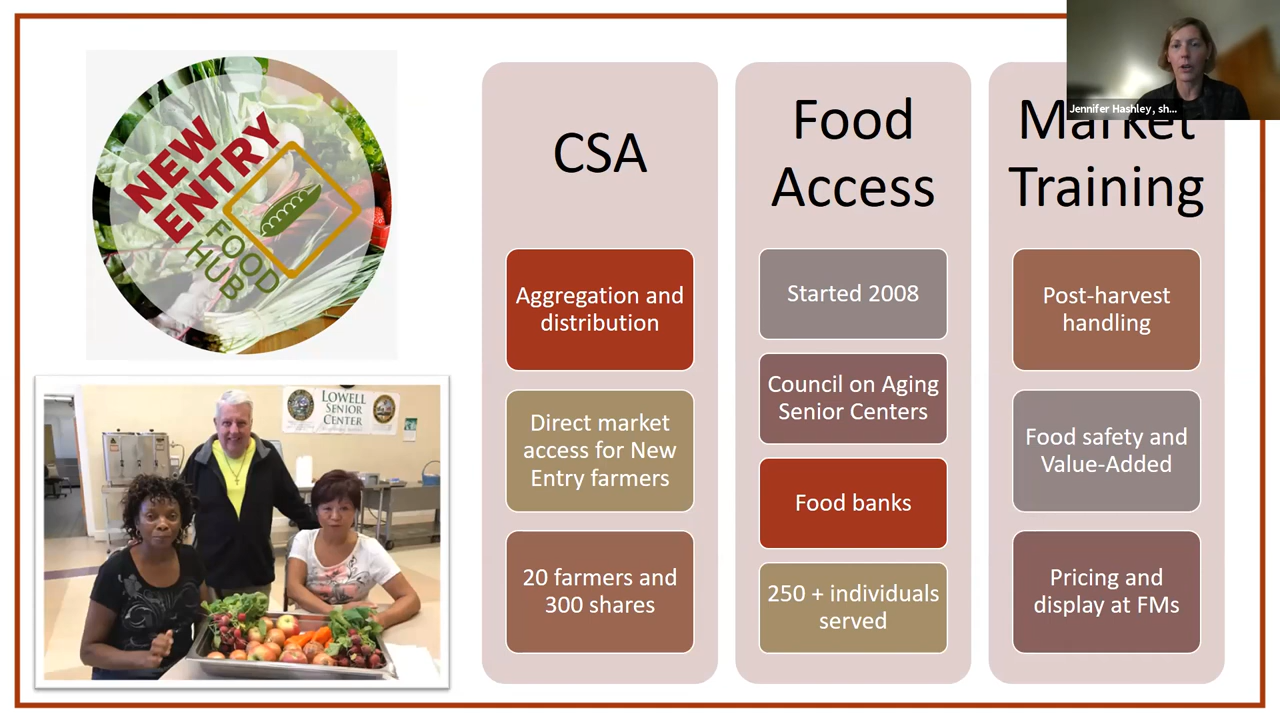 NEW
ENTRY
FOOD
HUB
LOWELL
SENIOR
CENTER
CSA
Aggregation and
distribution
Direct market
access for New
Entry farmers
20 farmers and
300 shares
Food
Access
Started 2008
Council on Aging
Senior Centers
Food banks
250 + individuals
served
Market
Training
Post-harvest
handling
Food safety and
Value-Added
Pricing and
display at FMs
Jennifer Hashley, sh...